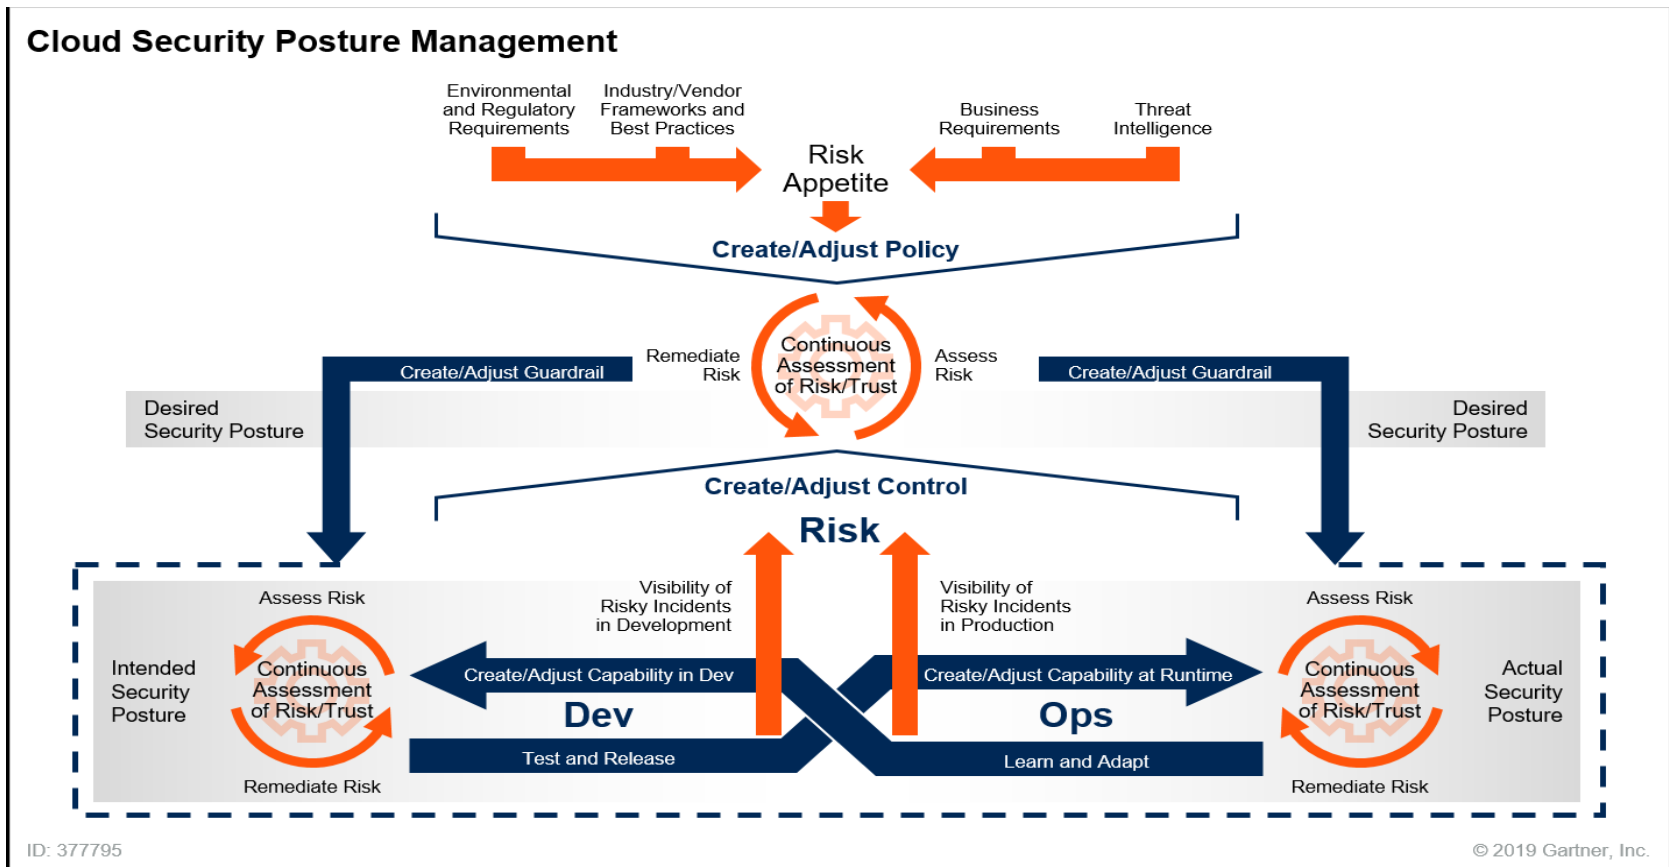 Cloud Security Posture Management
Environmental
and Regulatory
Requirements
Industry/Vendor
Frameworks and
Best Practices
Business
Requirements
Threat
Intelligence
Risk
Appetite
Create/Adjust Policy
Remediate
Risk
Continuous
Assessment
of Risk/Trust
Assess
Risk
Create/Adjust Guardrail
Create/Adjust Guardrail
Desired
Security Posture
Desired
Security Posture
Create/Adjust Control
Risk
Visibility of
Risky Incidents
in Development
Visibility of
Risky Incidents
in Production
Intended
Security
Posture
Assess Risk
Continuous
Assessment
of Risk/Trust
Remediate Risk
Create/Adjust Capability in Dev
Dev
Test and Release
Create/Adjust Capability at Runtime
Ops
Learn and Adapt
Assess Risk
Continuous
Assessment
of Risk/Trust
Remediate Risk
Actual
Security
Posture
ID: 377795
© 2019 Gartner, Inc.